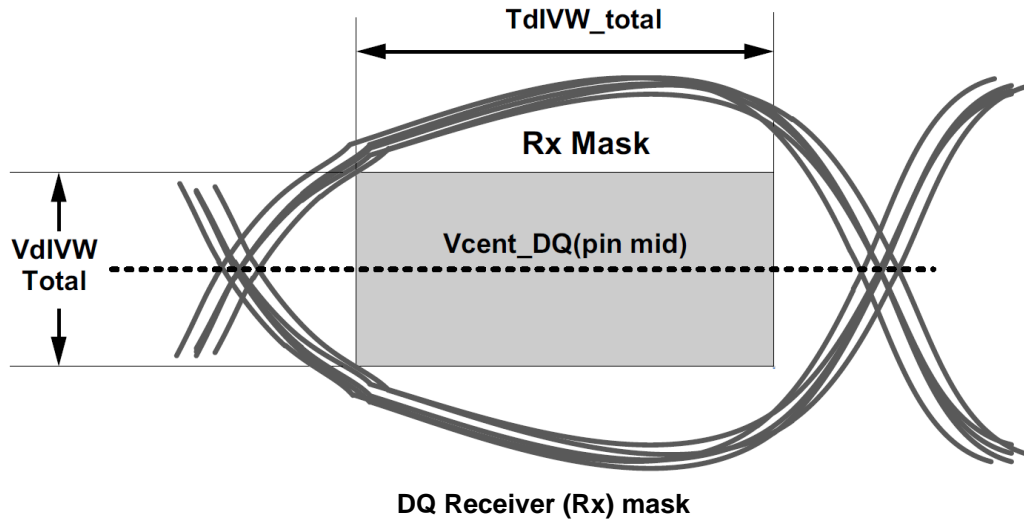 TdIVW_total
Rx Mask
VdIVW
Total
Vcent_DQ(pin mid)
DQ Receiver (Rx) mask